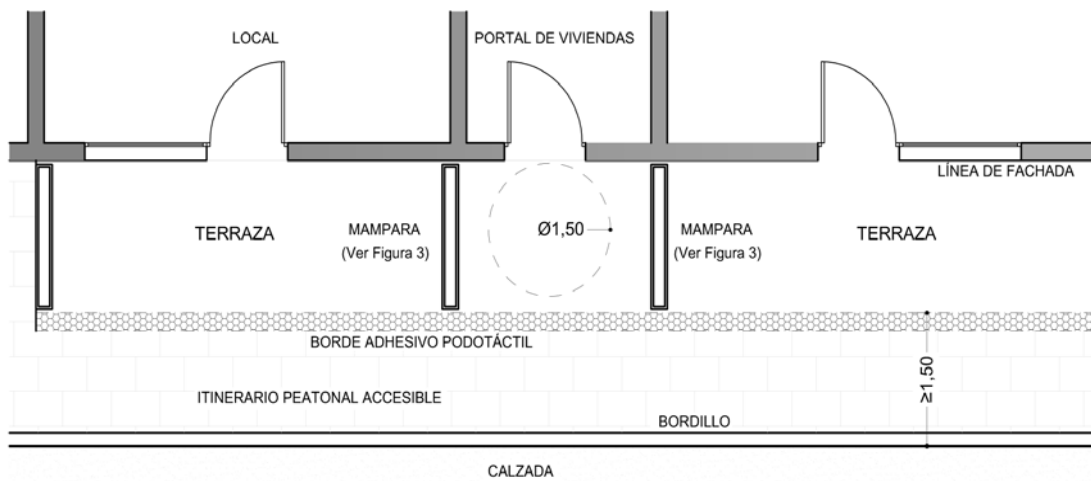 LOCAL
PORTAL DE VIVIENDAS
LÍNEA DE FACHADA
TERRAZA
MAMPARA
(Ver Figura 3)
Ø1,50
MAMPARA
(Ver Figura 3)
TERRAZA
BORDE ADHESIVO PODOTÁCTIL
≥1,50
ITINERARIO PEATONAL ACCESIBLE
BORDILLO
CALZADA